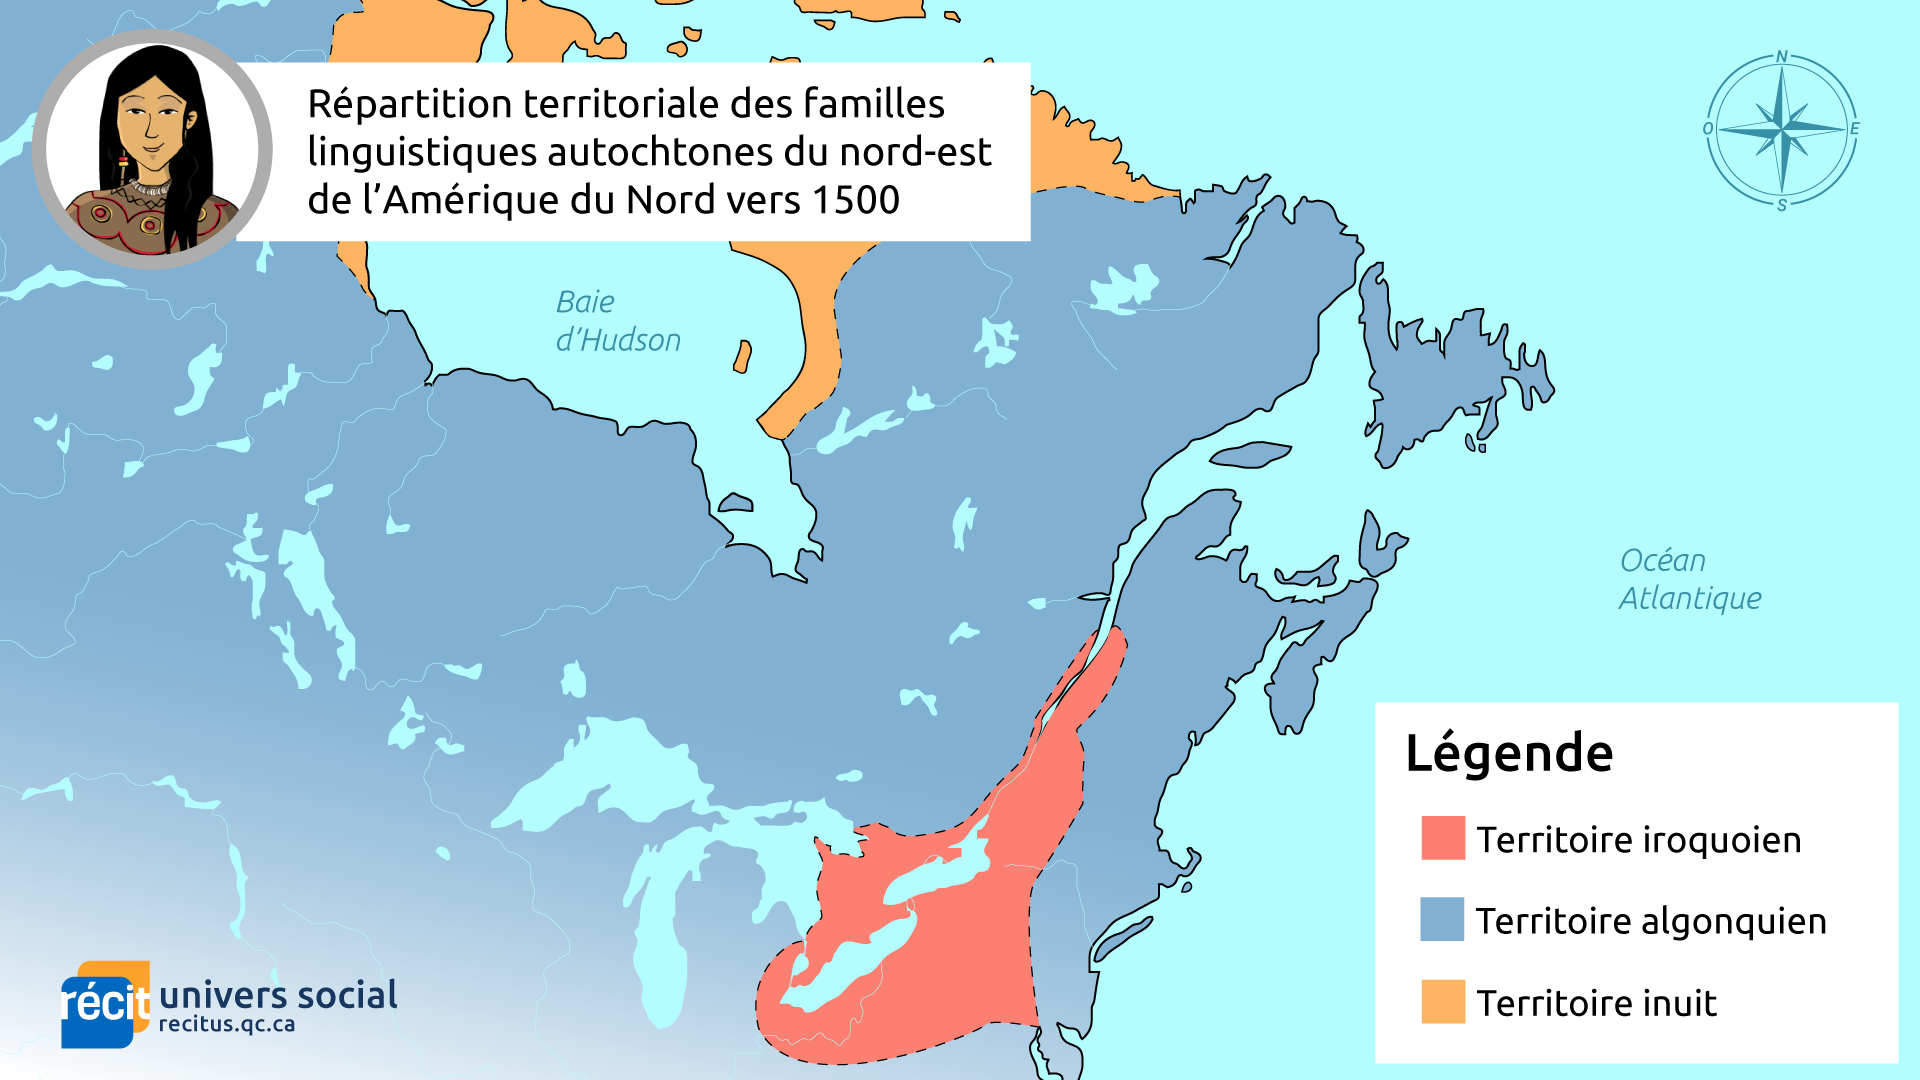 Répartition territoriale des familles
linguistiques autochtones du nord-est
de l’Amérique du Nord vers 1500
N
O
E
S
Baie
d’Hudson
Océan
Atlantique
Légende
Territoire iroquoien
Territoire algonquien
Territoire inuit
récit
univers social
recitus.qc.ca